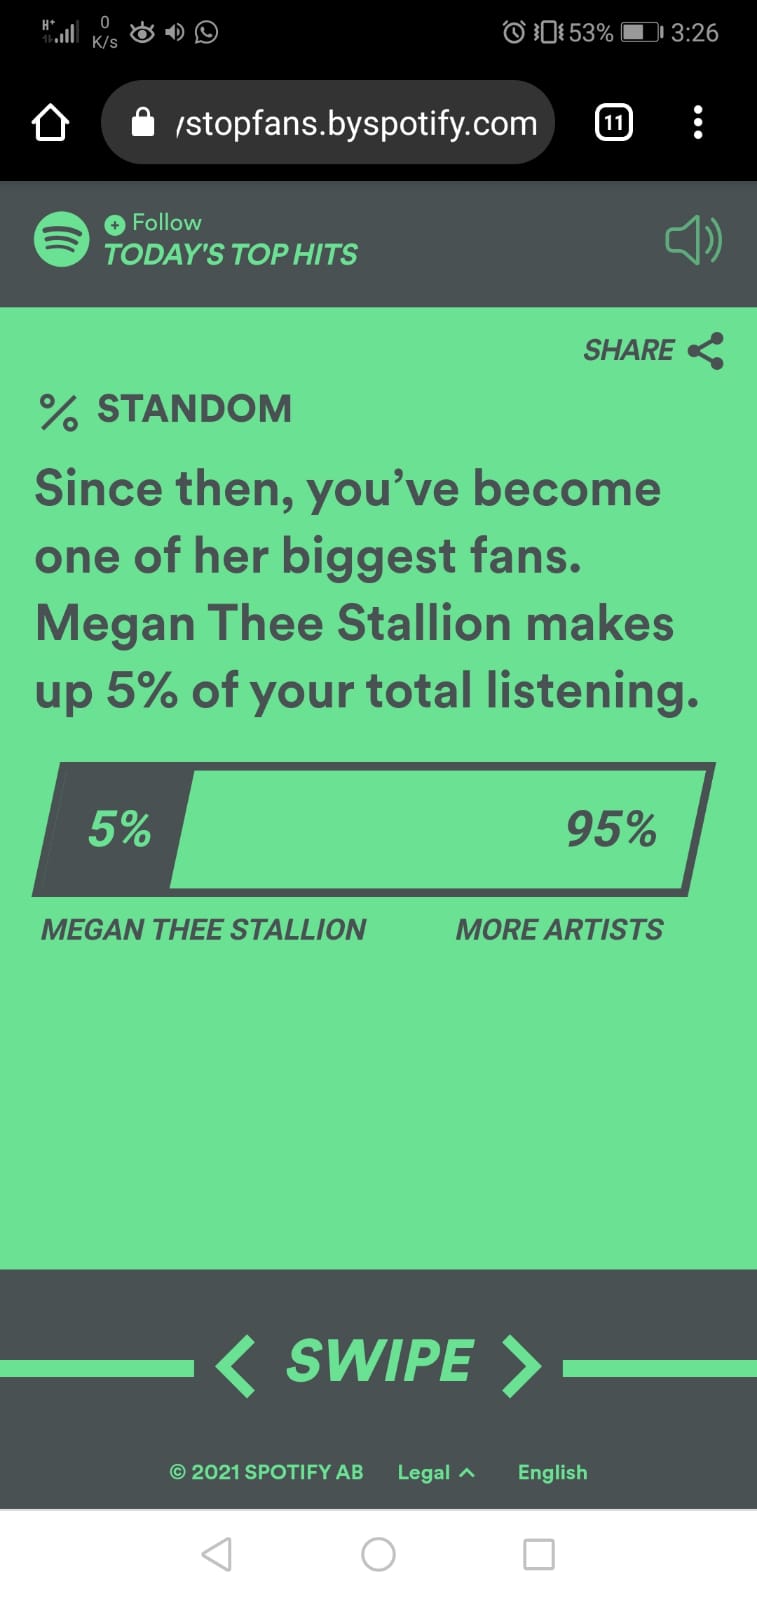 H+ 0 K/s 53% 3:26
ystopfans.byspotify.com 11
Follow
TODAY'S TOP HITS
SHARE
% STANDOM
Since then, you’ve become
one of her biggest fans.
Megan Thee Stallion makes
up 5% of your total listening.
5% 95%
MEGAN THEE STALLION MORE ARTISTS
SWIPE
© 2021 SPOTIFY AB Legal English